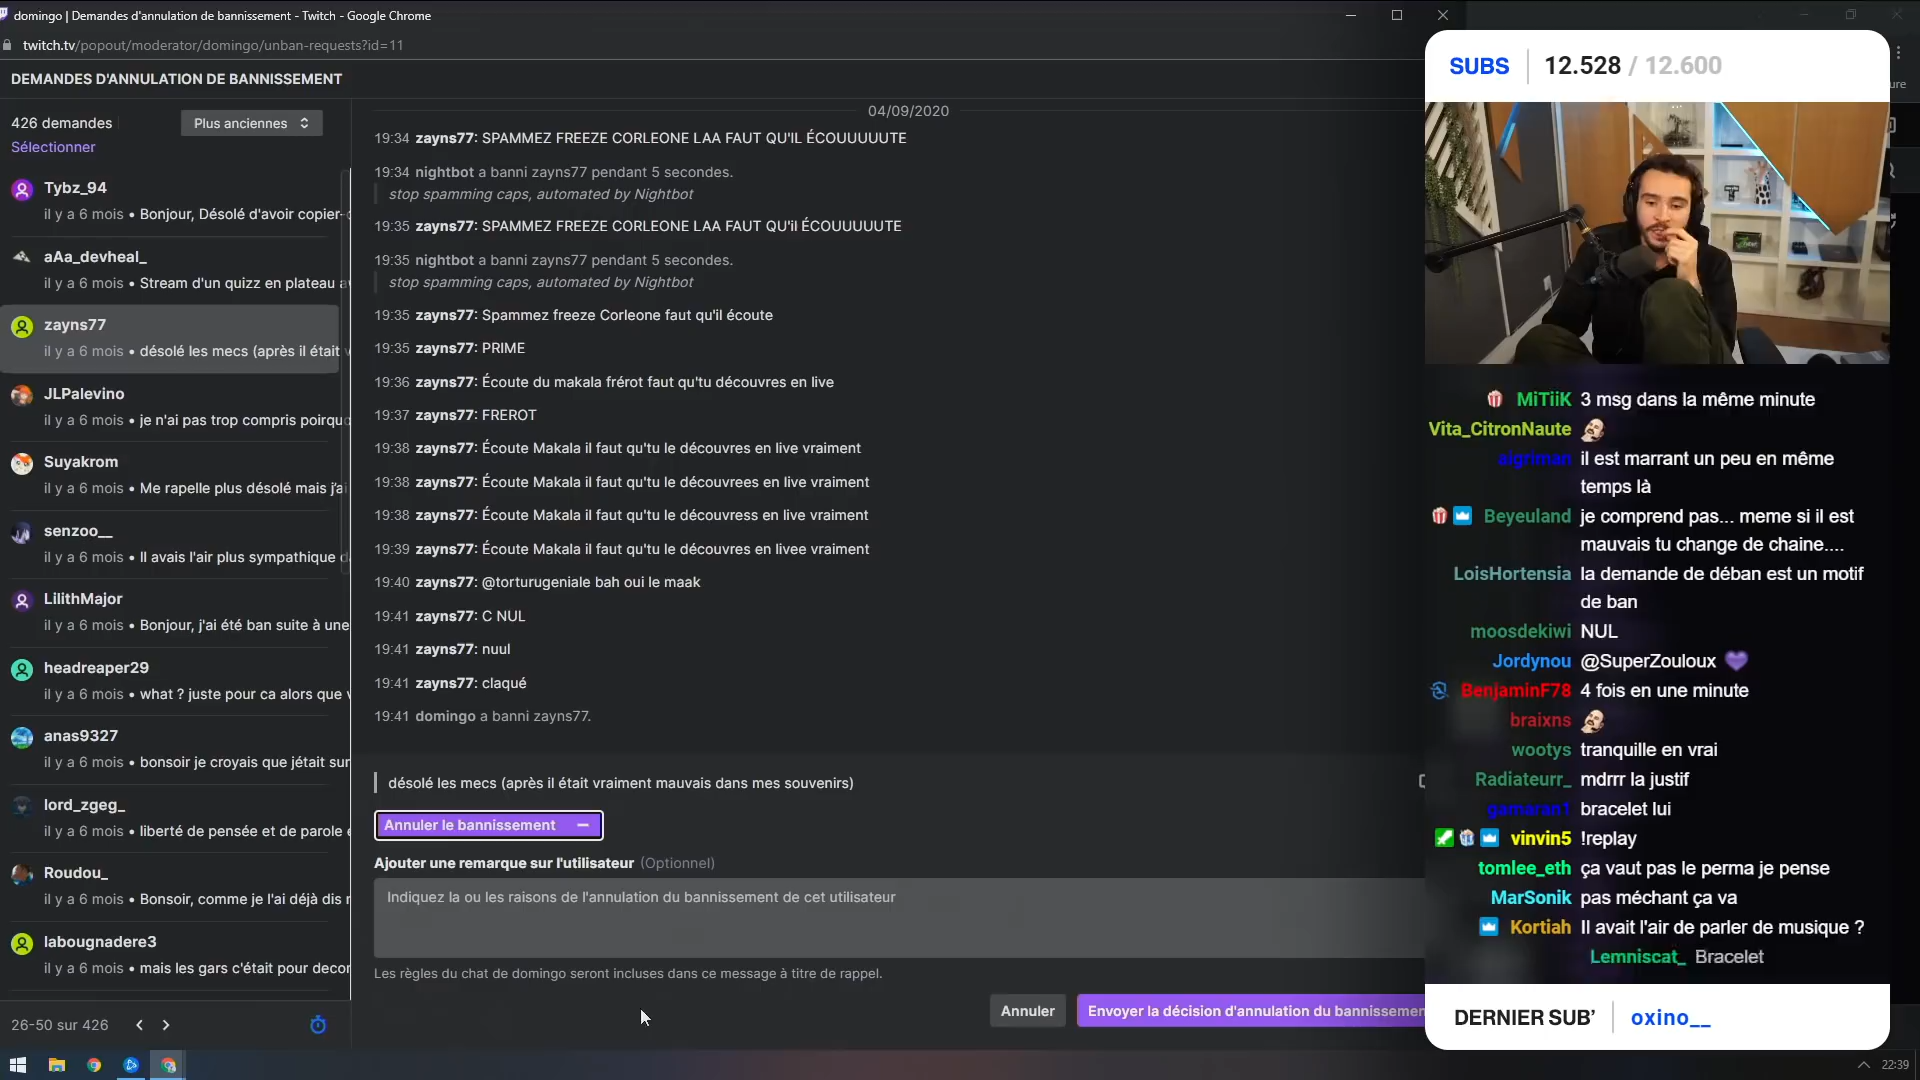 domingo | Demandes d'annulation de bannissement - Twitch - Google Chrome
twitch.tv/popout/moderator/domingo/unban-requests?id=11
DEMANDES D'ANNULATION DE BANNISSEMENT
426 demandes
Plus anciennes
Sélectionner
Tybz_94
il y a 6 mois • Bonjour, Désolé d'avoir copier-
aAa_devheal_
il y a 6 mois • Stream d'un quizz en plateau
zayns77
il y a 6 mois • désolé les mecs (après il était
JLPalevino
il y a 6 mois • je n'ai pas trop compris poirqu
Suyakrom
il y a 6 mois • Me rapelle plus désolé mais j'ai
senzoo__
il y a 6 mois • Il avais l'air plus sympathique
LilithMajor
il y a 6 mois • Bonjour, j'ai été ban suite à une
headreaper29
il y a 6 mois • what ? juste pour ca alors que
anas9327
il y a 6 mois • bonsoir je croyais que jétait sur
lord_zgeg_
il y a 6 mois • liberté de pensée et de parole
Roudou_
il y a 6 mois • Bonsoir, comme je l'ai déjà dis
labougnadere3
il y a 6 mois • mais les gars c'était pour decor
26-50 sur 426
04/09/2020
19:34 zayns77: SPAMMEZ FREEZE CORLEONE LAA FAUT QU'IL ÉCOUUUUUTE
19:34 nightbot a banni zayns77 pendant 5 secondes.
stop spamming caps, automated by Nightbot
19:35 zayns77: SPAMMEZ FREEZE CORLEONE LAA FAUT QU'il ÉCOUUUUUTE
19:35 nightbot a banni zayns77 pendant 5 secondes.
stop spamming caps, automated by Nightbot
19:35 zayns77: Spammez freeze Corleone faut qu'il écoute
19:35 zayns77: PRIME
19:36 zayns77: Écoute du makala frérot faut qu'tu découvres en live
19:37 zayns77: FREROT
19:38 zayns77: Écoute Makala il faut qu'tu le découvres en live vraiment
19:38 zayns77: Écoute Makala il faut qu'tu le découvrees en live vraiment
19:38 zayns77: Écoute Makala il faut qu'tu le découvress en live vraiment
19:39 zayns77: Écoute Makala il faut qu'tu le découvres en livee vraiment
19:40 zayns77: @torturugeniale bah oui le maak
19:41 zayns77: C NUL
19:41 zayns77: nuul
19:41 zayns77: claqué
19:41 domingo a banni zayns77.
désolé les mecs (après il était vraiment mauvais dans mes souvenirs)
Annuler le bannissement
Ajouter une remarque sur l'utilisateur (Optionnel)
Indiquez la ou les raisons de l'annulation du bannissement de cet utilisateur
Les règles du chat de domingo seront incluses dans ce message à titre de rappel.
Annuler
Envoyer la décision d'annulation du bannissemen
SUBS 12.528 / 12.600
ure
MiTiiK 3 msg dans la même minute
Vita_CitronNaute
aigriman il est marrant un peu en même
temps là
Beyeuland je comprend pas... meme si il est
mauvais tu change de chaine....
LoisHortensia la demande de déban est un motif
de ban
moosdekiwi NUL
Jordynou @SuperZouloux
BenjaminF78 4 fois en une minute
braixns
wootys tranquille en vrai
Radiateurr_ mdrrr la justif
gamaran1 bracelet lui
vinvin5 !replay
tomlee_eth ça vaut pas le perma je pense
MarSonik pas méchant ça va
Kortiah Il avait l'air de parler de musique ?
Lemniscat_ Bracelet
DERNIER SUB' oxino__
22:39